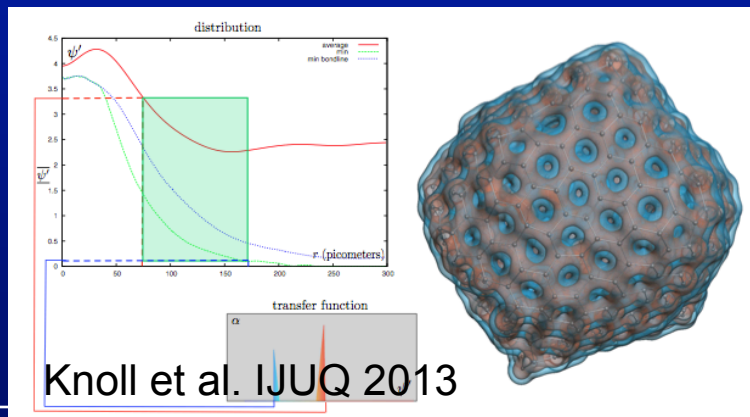 distribution
4.5
4
3.5
3
2.5
2
1.5
1
0.5
0
ψ'
ψ'
average
min
min bondline
r (picometers)
0
50
100
150
200
250
300
transfer function
α
Knoll et al. IJUQ 2013